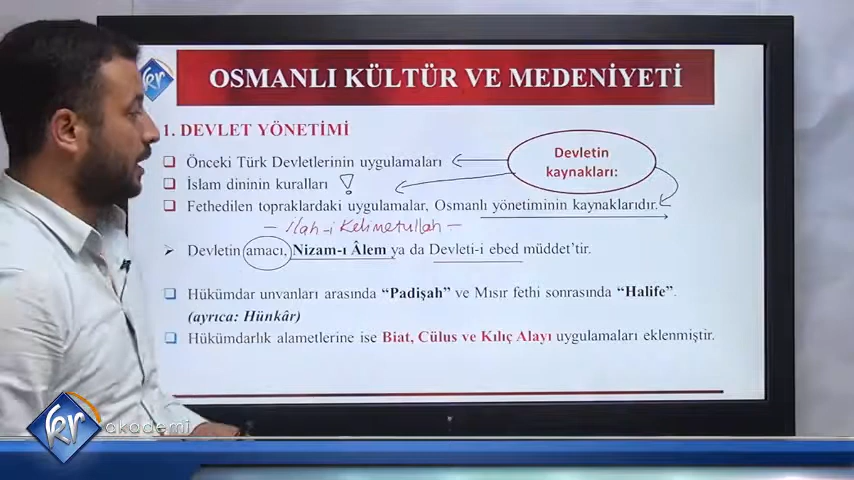 kr
OSMANLI KÜLTÜR VE MEDENİYETİ
1. DEVLET YÖNETİMİ
Devletin
kaynakları:
Önceki Türk Devletlerinin uygulamaları
İslam dininin kuralları
Fethedilen topraklardaki uygulamalar, Osmanlı yönetiminin kaynaklarıdır.
- İlah-i Kelimetullah -
Devletin amacı, Nizam-ı Âlem ya da Devleti-i ebed müddet’tir.
Hükümdar unvanları arasında “Padişah” ve Mısır fethi sonrasında “Halife”.
(ayrıca: Hünkâr)
Hükümdarlık alametlerine ise Biat, Cülus ve Kılıç Alayı uygulamaları eklenmiştir.
kr akademi